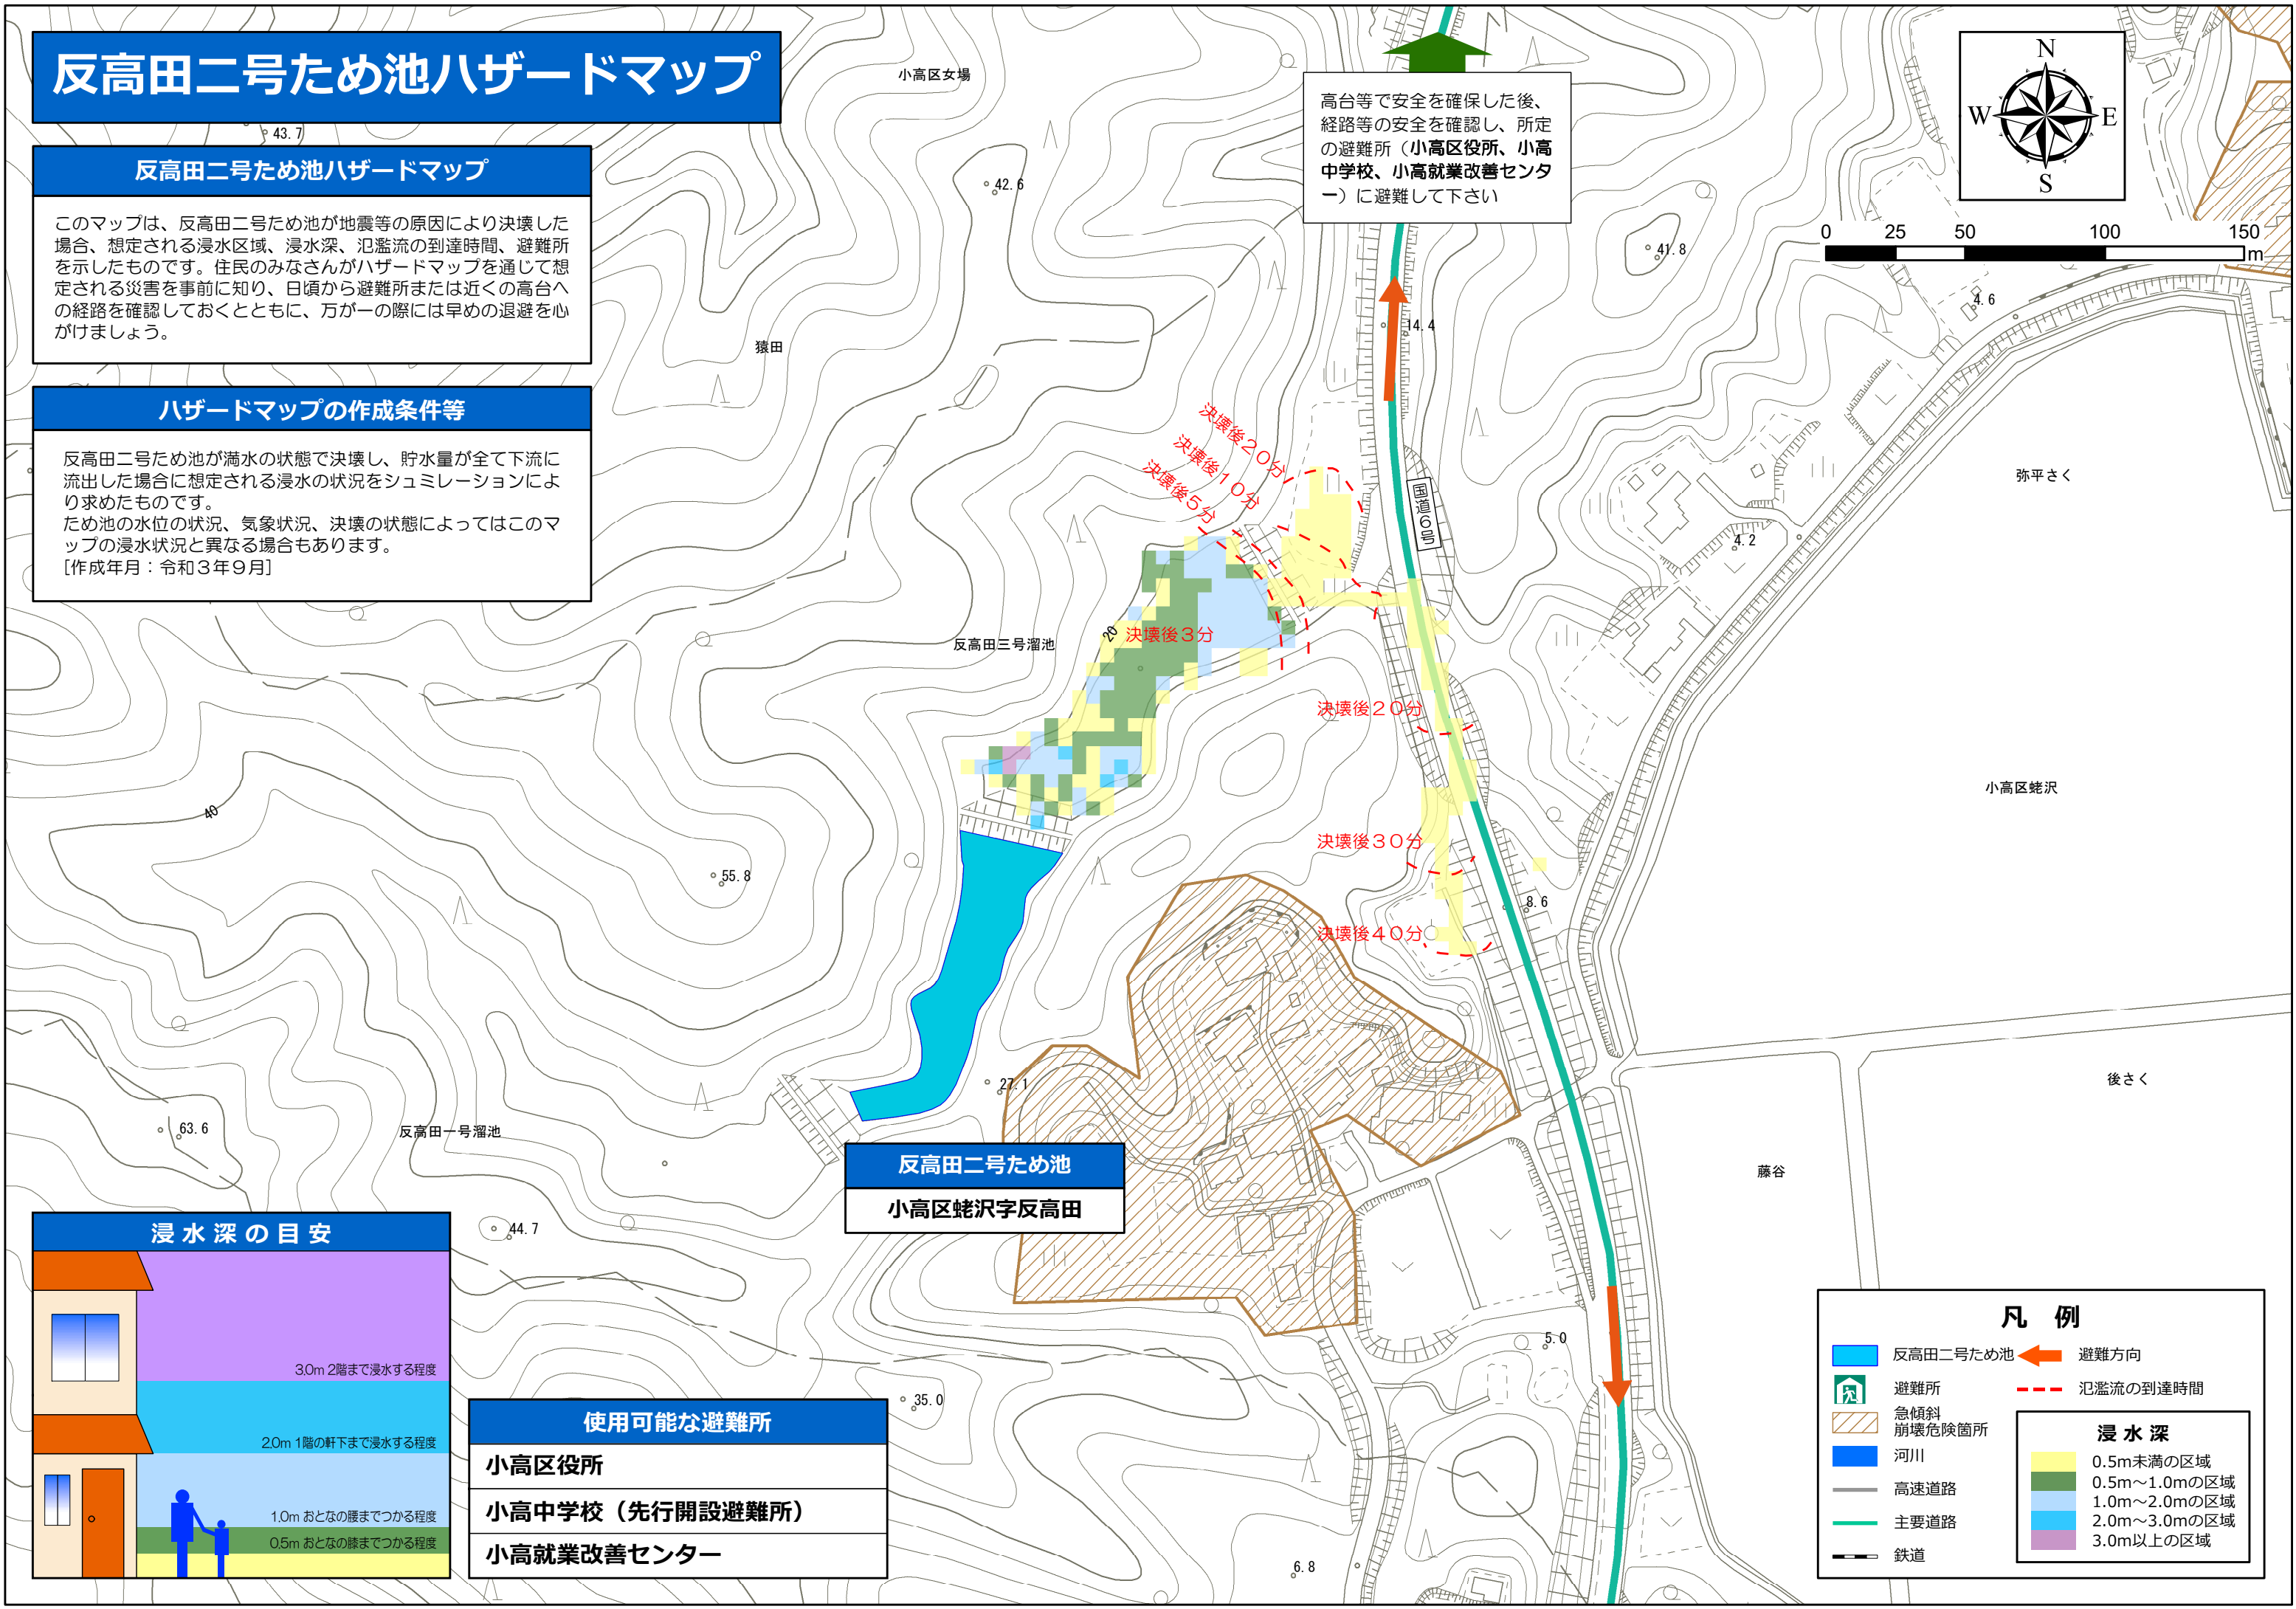 反高田二号ため池ハザードマップ
反高田二号ため池ハザードマップ
このマップは、反高田二号ため池が地震等の原因により決壊した
場合、想定される浸水区域、浸水深、氾濫流の到達時間、避難所
を示したものです。住民のみなさんがハザードマップを通じて想
定される災害を事前に知り、日頃から避難所または近くの高台へ
の経路を確認しておくとともに、万が一の際には早めの退避を心
がけましょう。
ハザードマップの作成条件等
反高田二号ため池が満水の状態で決壊し、貯水量が全て下流に
流出した場合に想定される浸水の状況をシュミレーションによ
り求めたものです。
ため池の水位の状況、気象状況、決壊の状態によってはこのマ
ップの浸水状況と異なる場合もあります。
[作成年月：令和３年９月]
高台等で安全を確保した後、
経路等の安全を確認し、所定
の避難所（小高区役所、小高
中学校、小高就業改善センタ
ー）に避難して下さい
N
W E
S
0 25 50 100 150
m
小高区女場
43.7
42.6
41.8
4.6
14.4
猿田
決壊後２０分
決壊後１０分
決壊後５分
国道６号
弥平さく
4.2
決壊後３分
20
反高田三号溜池
決壊後２０分
小高区蛯沢
40
決壊後３０分
55.8
8.6
決壊後４０分
27.1
後さく
63.6
反高田一号溜池
反高田二号ため池
小高区蛯沢字反高田
藤谷
44.7
5.0
35.0
6.8
浸水深の目安
3.0m 2階まで浸水する程度
2.0m 1階の軒下まで浸水する程度
1.0m おとなの腰までつかる程度
0.5m おとなの膝までつかる程度
使用可能な避難所
小高区役所
小高中学校（先行開設避難所）
小高就業改善センター
凡 例
反高田二号ため池
避難方向
避難所
氾濫流の到達時間
急傾斜
崩壊危険箇所
河川
高速道路
主要道路
鉄道
浸水深
0.5m未満の区域
0.5m～1.0mの区域
1.0m～2.0mの区域
2.0m～3.0mの区域
3.0m以上の区域